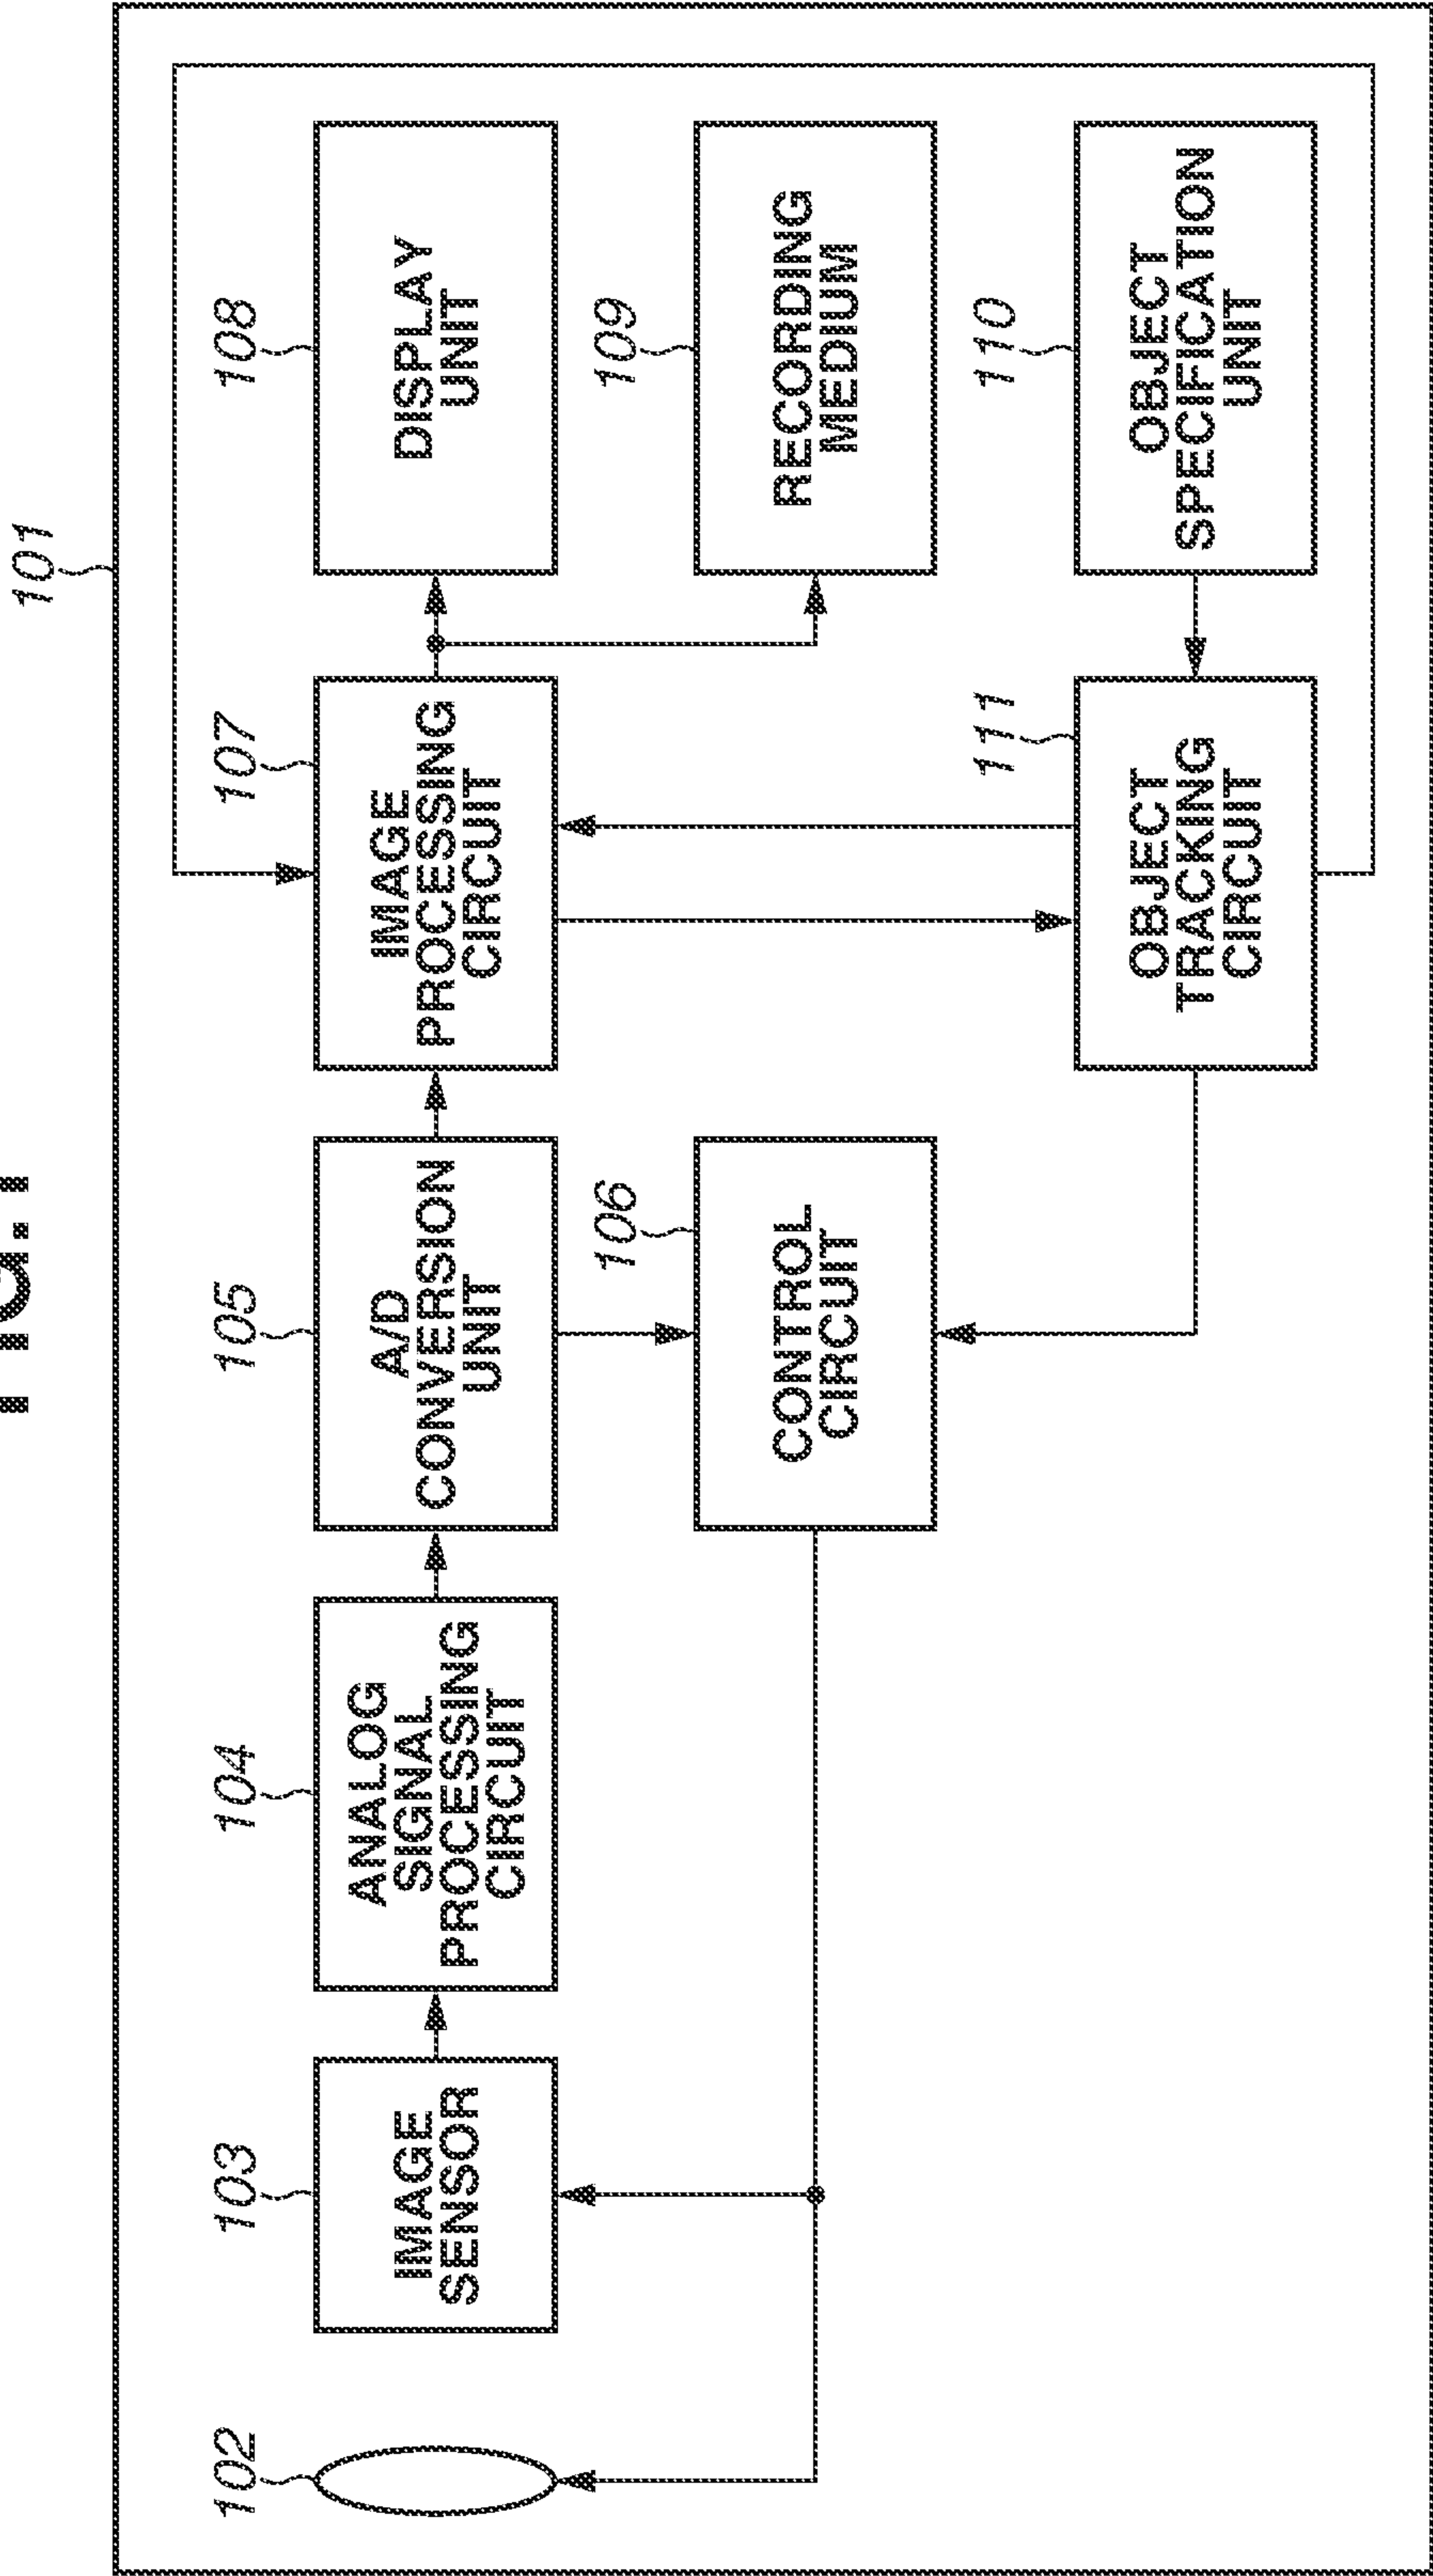 FIG.1
101
102
103
IMAGE
SENSOR
104
ANALOG
SIGNAL
PROCESSING
CIRCUIT
105
A/D
CONVERSION
UNIT
107
IMAGE
PROCESSING
CIRCUIT
108
DISPLAY
UNIT
106
CONTROL
CIRCUIT
109
RECORDING
MEDIUM
111
OBJECT
TRACKING
CIRCUIT
110
OBJECT
SPECIFICATION
UNIT